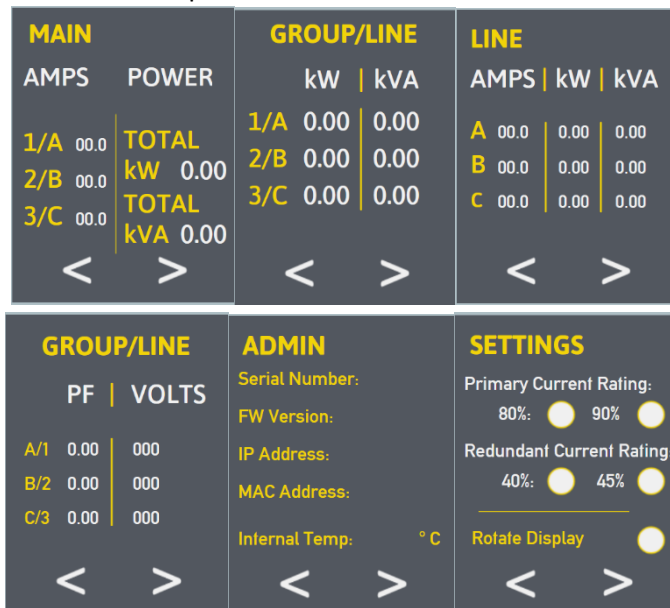 MAIN
AMPS POWER
1/A 00.0 TOTAL
kW 0.00
2/B 00.0
TOTAL
3/C 00.0
kVA 0.00
< >
GROUP/LINE
kW | kVA
1/A 0.00 0.00
2/B 0.00 0.00
3/C 0.00 0.00
< >
LINE
AMPS | kW | kVA
A 00.0 0.00 0.00
B 00.0 0.00 0.00
C 00.0 0.00 0.00
< >
GROUP/LINE
PF | VOLTS
A/1 0.00 000
B/2 0.00 000
C/3 0.00 000
< >
ADMIN
Serial Number:
FW Version:
IP Address:
MAC Address:
Internal Temp: ° C
< >
SETTINGS
Primary Current Rating:
80%: 90%
Redundant Current Rating
40%: 45%
Rotate Display
< >